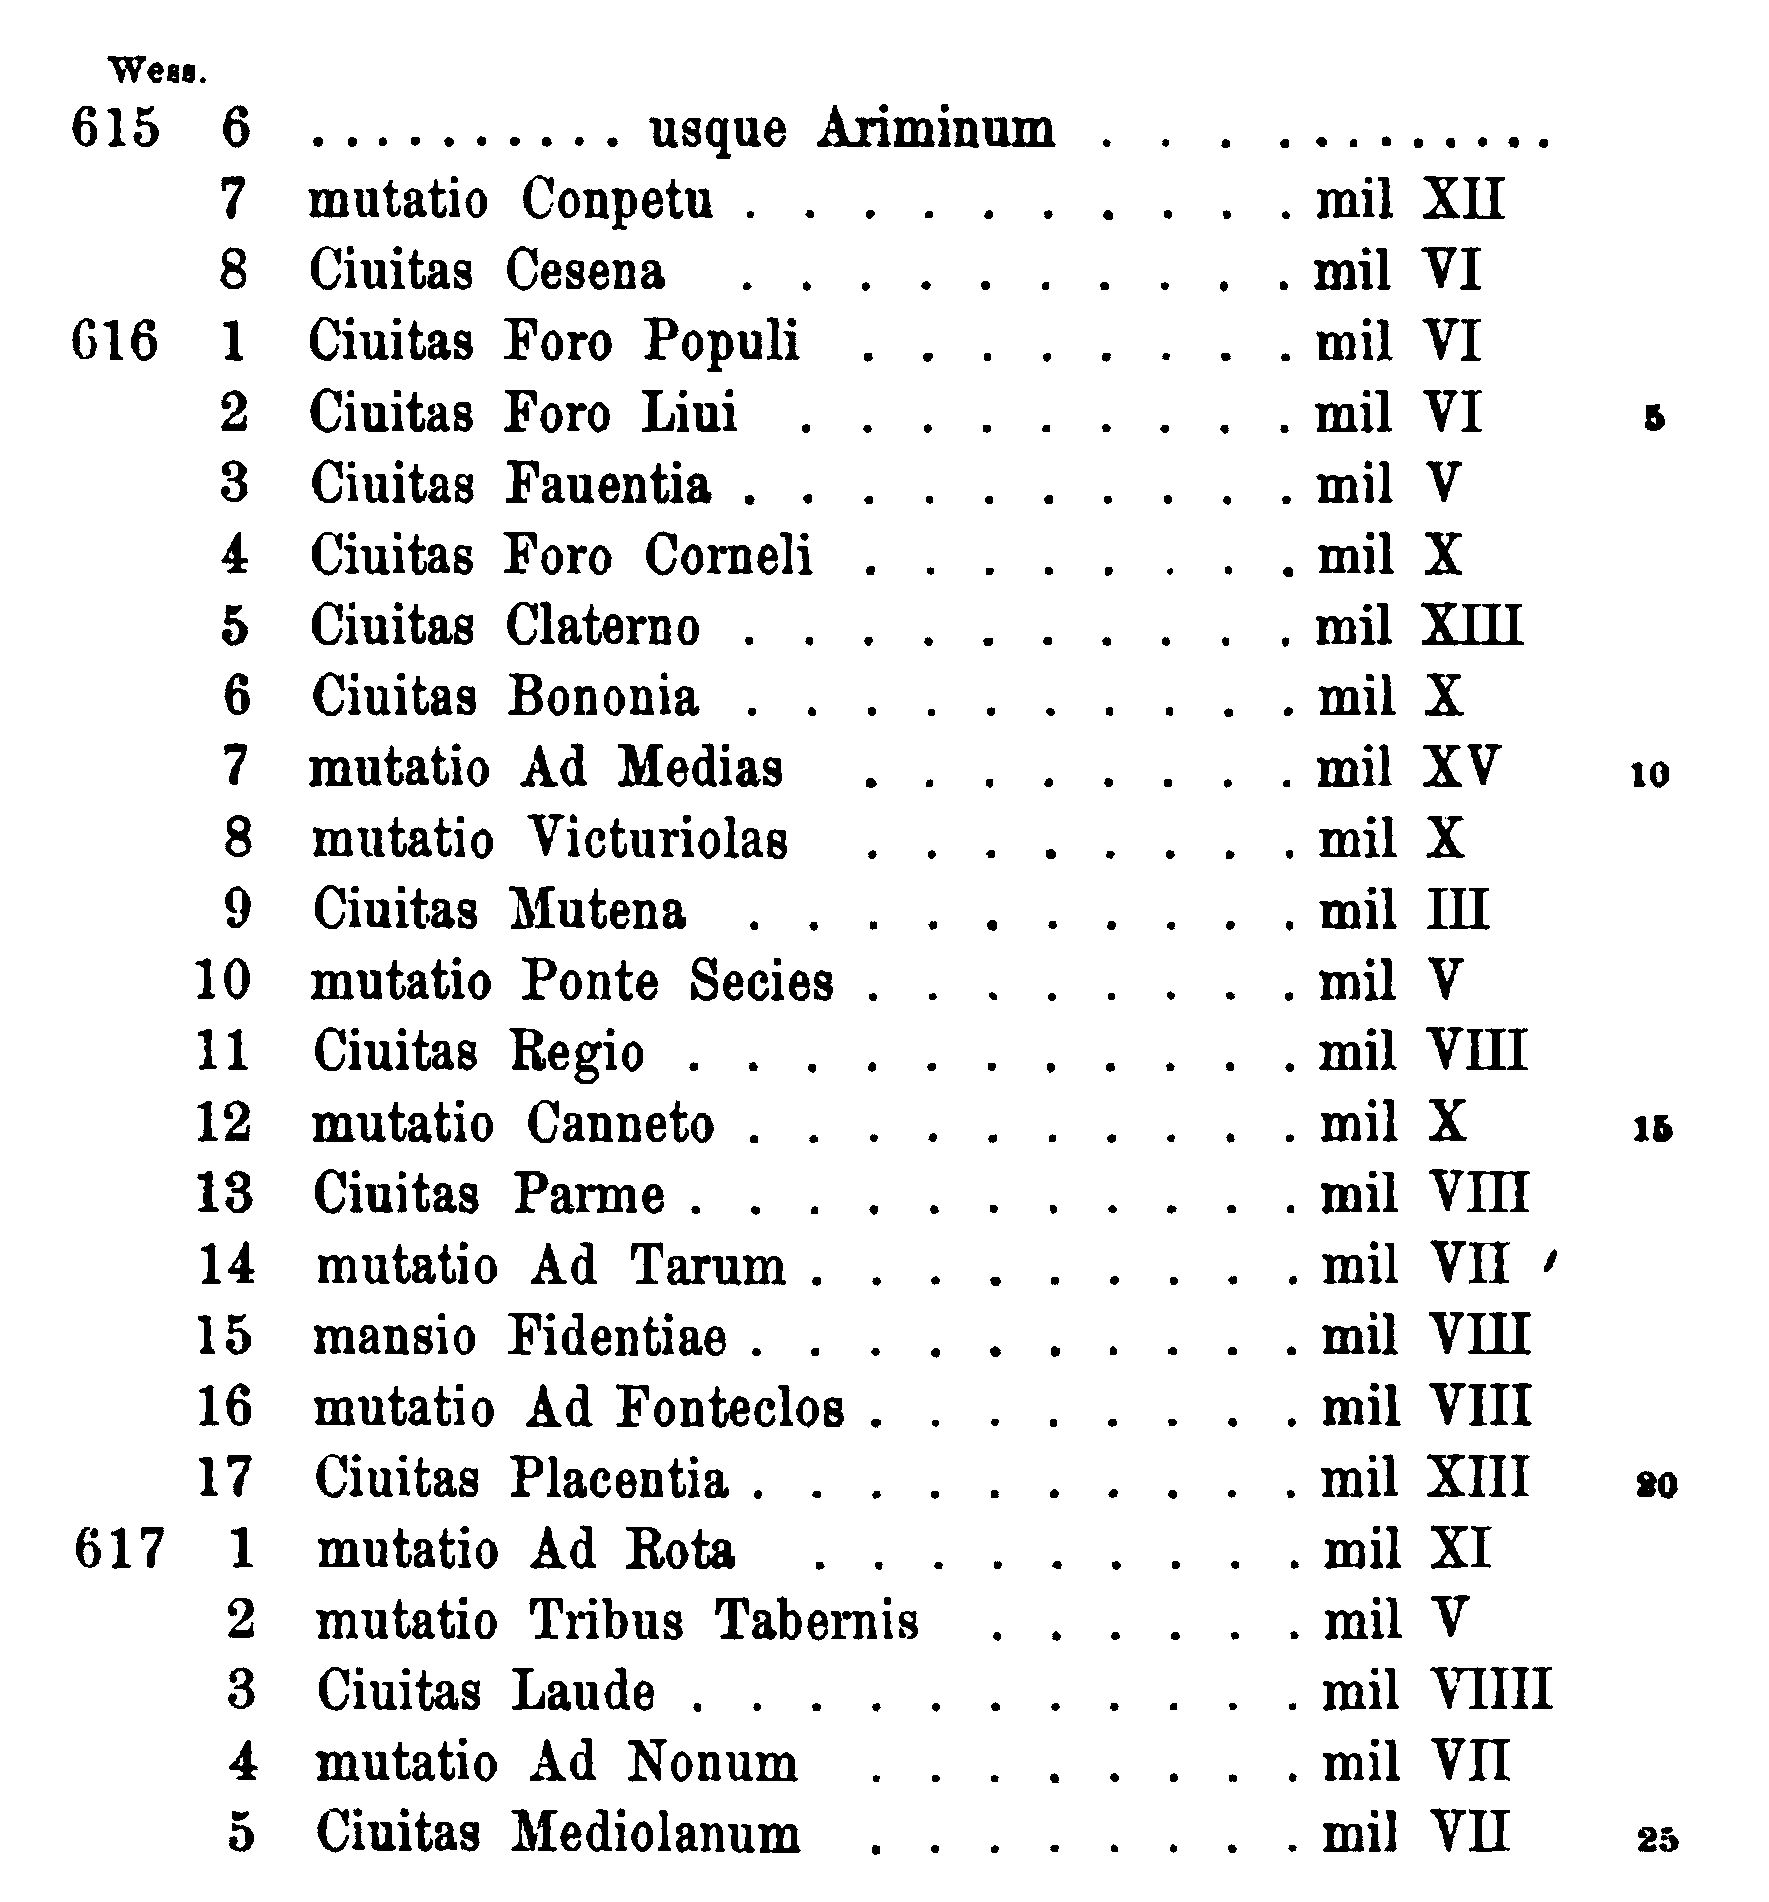 Wess.
615 6 .......... usque Ariminum . . . . . . . . . . . .
7 mutatio Conpetu . . . . . . . . . . mil XII
8 Ciuitas Cesena . . . . . . . . . . mil VI
616 1 Ciuitas Foro Populi . . . . . . . . mil VI
2 Ciuitas Foro Liui . . . . . . . . . mil VI 5
3 Ciuitas Fauentia . . . . . . . . . . mil V
4 Ciuitas Foro Corneli . . . . . . . . mil X
5 Ciuitas Claterno . . . . . . . . . . mil XIII
6 Ciuitas Bononia . . . . . . . . . . mil X
7 mutatio Ad Medias . . . . . . . . mil XV 10
8 mutatio Victuriolas . . . . . . . . mil X
9 Ciuitas Mutena . . . . . . . . . . mil III
10 mutatio Ponte Secies . . . . . . . . mil V
11 Ciuitas Regio . . . . . . . . . . . mil VIII
12 mutatio Canneto . . . . . . . . . . mil X 15
13 Ciuitas Parme . . . . . . . . . . . mil VIII
14 mutatio Ad Tarum . . . . . . . . . mil VII
15 mansio Fidentiae . . . . . . . . . . mil VIII
16 mutatio Ad Fonteclos . . . . . . . . mil VIII
17 Ciuitas Placentia . . . . . . . . . . mil XIII 20
617 1 mutatio Ad Rota . . . . . . . . . mil XI
2 mutatio Tribus Tabernis . . . . . . mil V
3 Ciuitas Laude . . . . . . . . . . . mil VIIII
4 mutatio Ad Nonum . . . . . . . . mil VII
5 Ciuitas Mediolanum . . . . . . . . mil VII 25